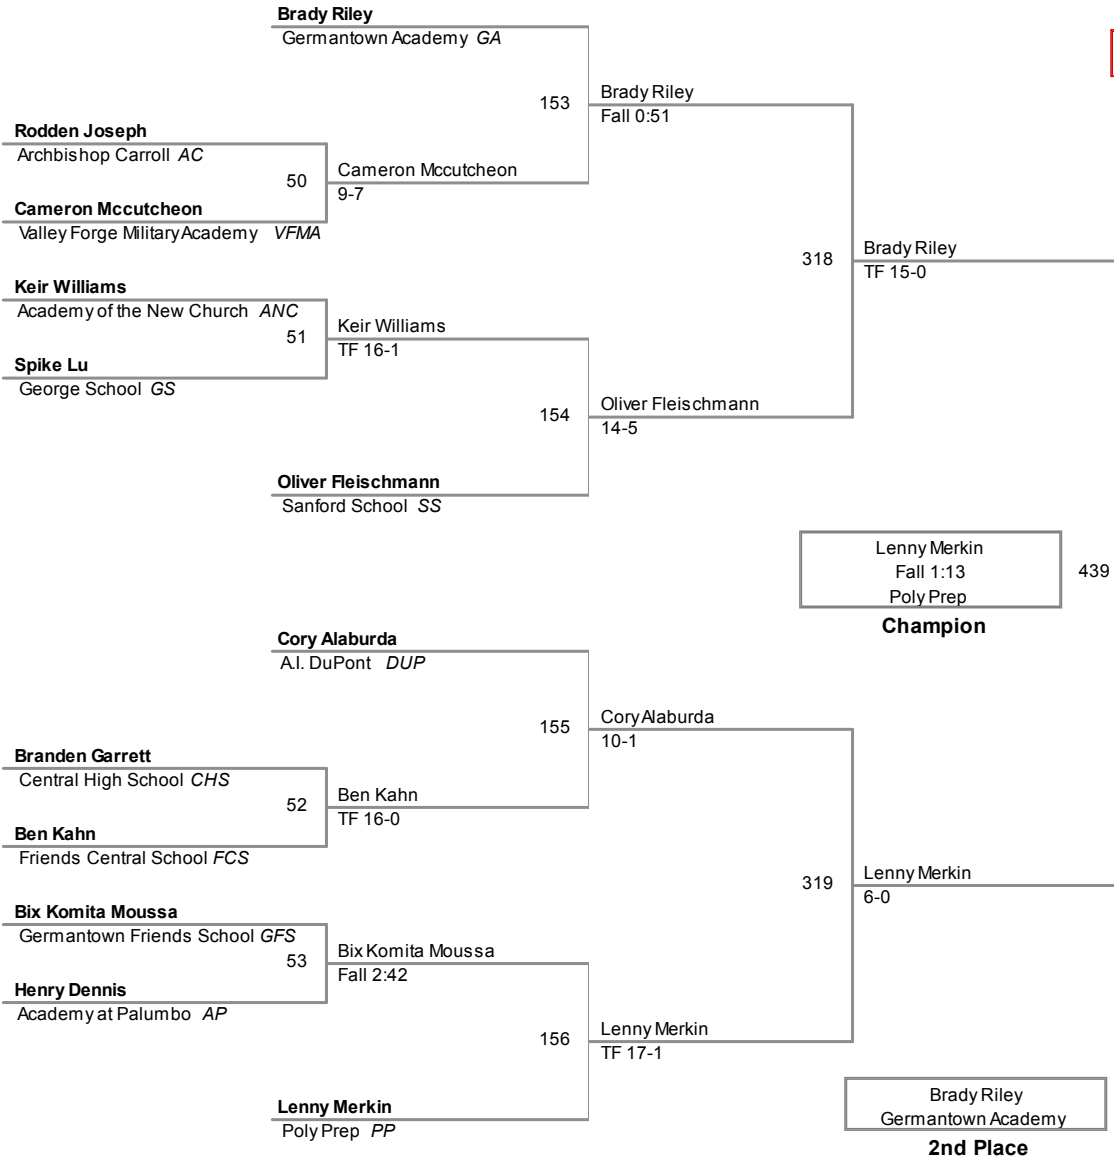 Brady Riley
Germantown Academy GA
153
Brady Riley
Fall 0:51
Rodden Joseph
Archbishop Carroll AC
50
Cameron Mccutcheon
9-7
Cameron Mccutcheon
Valley Forge Military Academy VFMA
318
Brady Riley
TF 15-0
Keir Williams
Academy of the New Church ANC
51
Keir Williams
TF 16-1
Spike Lu
George School GS
154
Oliver Fleischmann
14-5
Oliver Fleischmann
Sanford School SS
Lenny Merkin
Fall 1:13
Poly Prep
439
Champion
Cory Alaburda
A.I. DuPont DUP
155
Cory Alaburda
10-1
Branden Garrett
Central High School CHS
52
Ben Kahn
TF 16-0
Ben Kahn
Friends Central School FCS
319
Lenny Merkin
6-0
Bix Komita Moussa
Germantown Friends School GFS
53
Bix Komita Moussa
Fall 2:42
Henry Dennis
Academy at Palumbo AP
156
Lenny Merkin
TF 17-1
Lenny Merkin
Poly Prep PP
Brady Riley
Germantown Academy
2nd Place